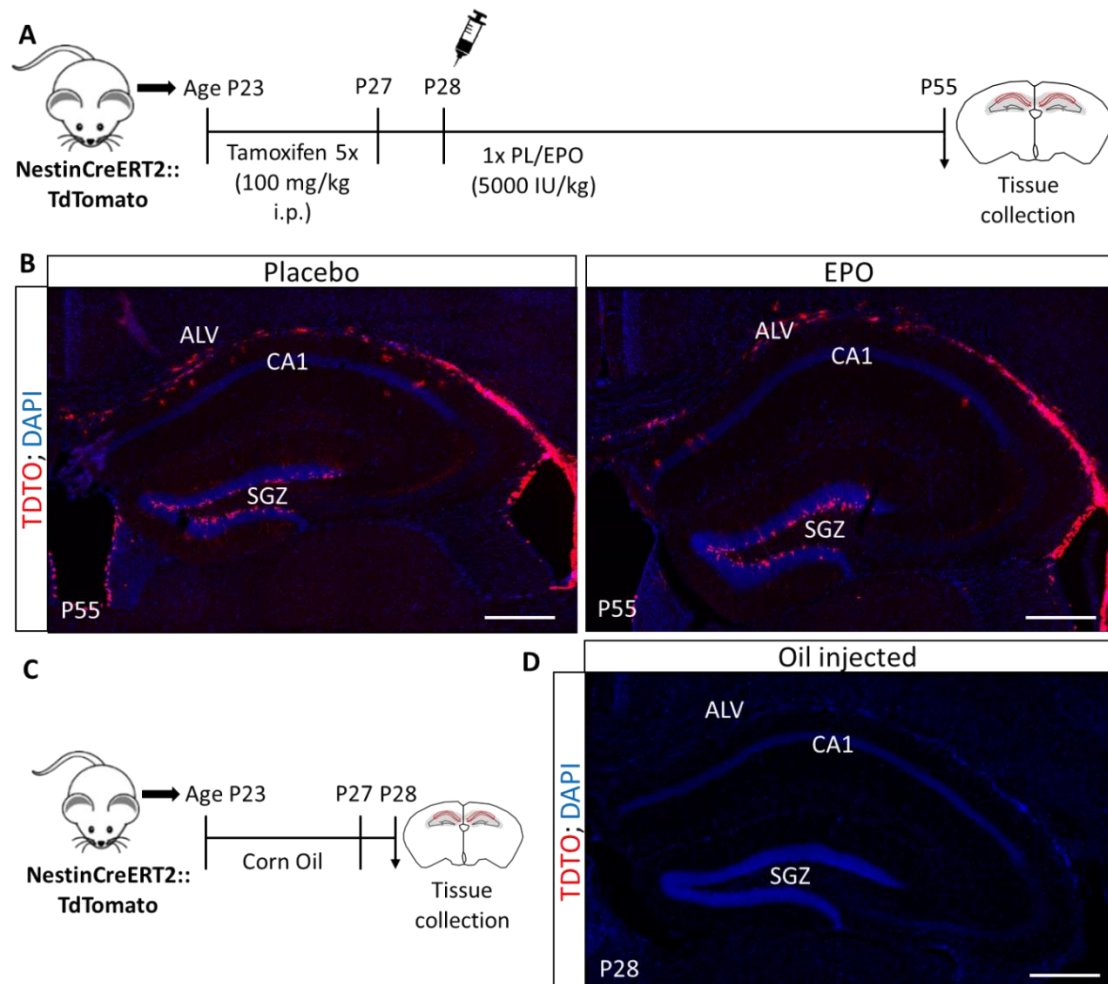 A
Age P23
P27
P28
P55
Tamoxifen 5x
(100 mg/kg
i.p.)
1x PL/EPO
(5000 IU/kg)
NestinCreERT2::
TdTomato
Tissue
collection
B
Placebo
EPO
TDTO; DAPI
ALV
CA1
SGZ
P55
ALV
CA1
SGZ
P55
C
Age P23
P27
P28
Corn Oil
NestinCreERT2::
TdTomato
Tissue
collection
D
Oil injected
TDTO; DAPI
ALV
CA1
SGZ
P28